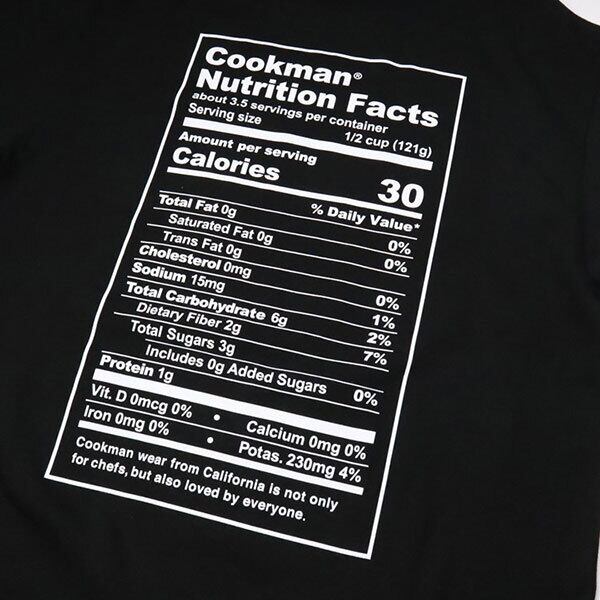 Cookman®
Nutrition Facts
about 3.5 servings per container
Serving size 1/2 cup (121g)
Amount per serving
Calories 30
% Daily Value*
Total Fat 0g 0%
Saturated Fat 0g 0%
Trans Fat 0g
Cholesterol 0mg 0%
Sodium 15mg 1%
Total Carbohydrate 6g 2%
Dietary Fiber 2g 7%
Total Sugars 3g
Includes 0g Added Sugars 0%
Protein 1g
Vit. D 0mcg 0% • Calcium 0mg 0%
Iron 0mg 0% • Potas. 230mg 4%
Cookman wear from California is not only
for chefs, but also loved by everyone.